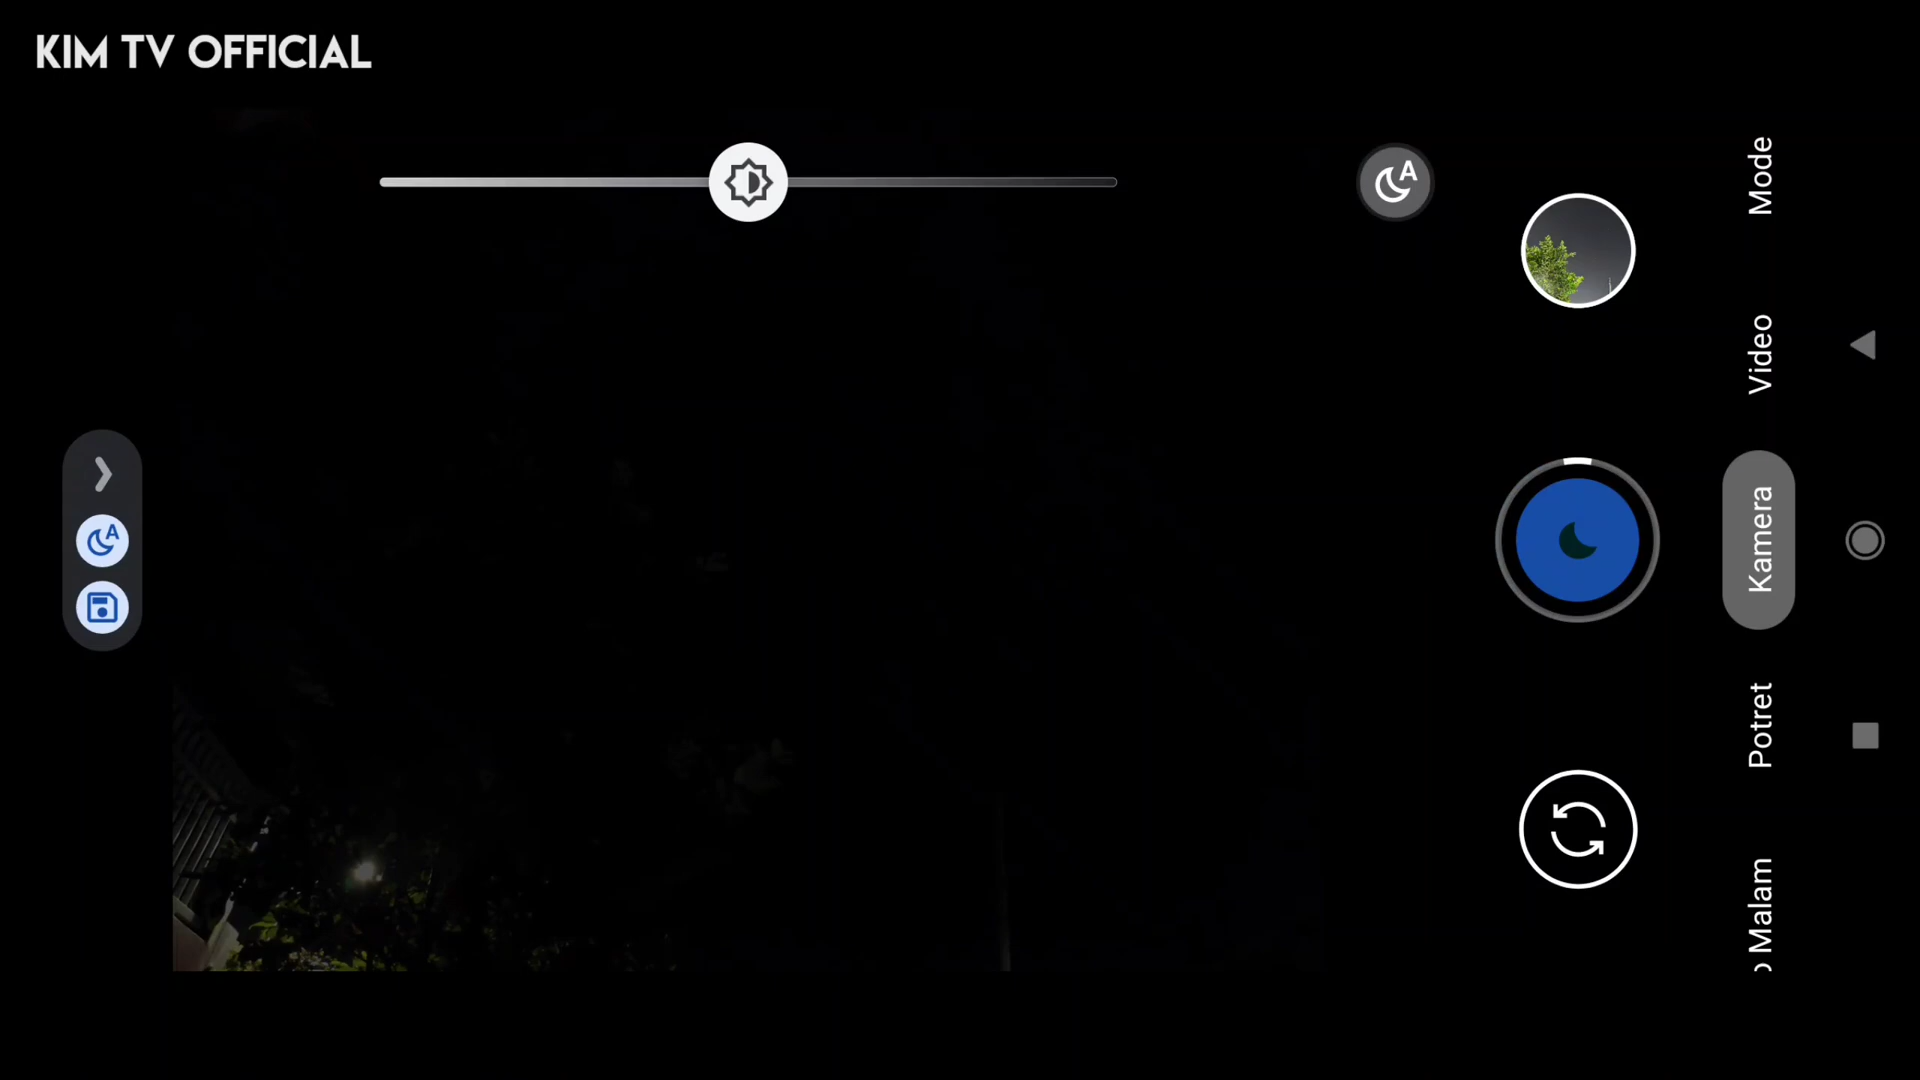 KIM TV OFFICIAL
A
A
Mode
Video
Kamera
Potret
Malam